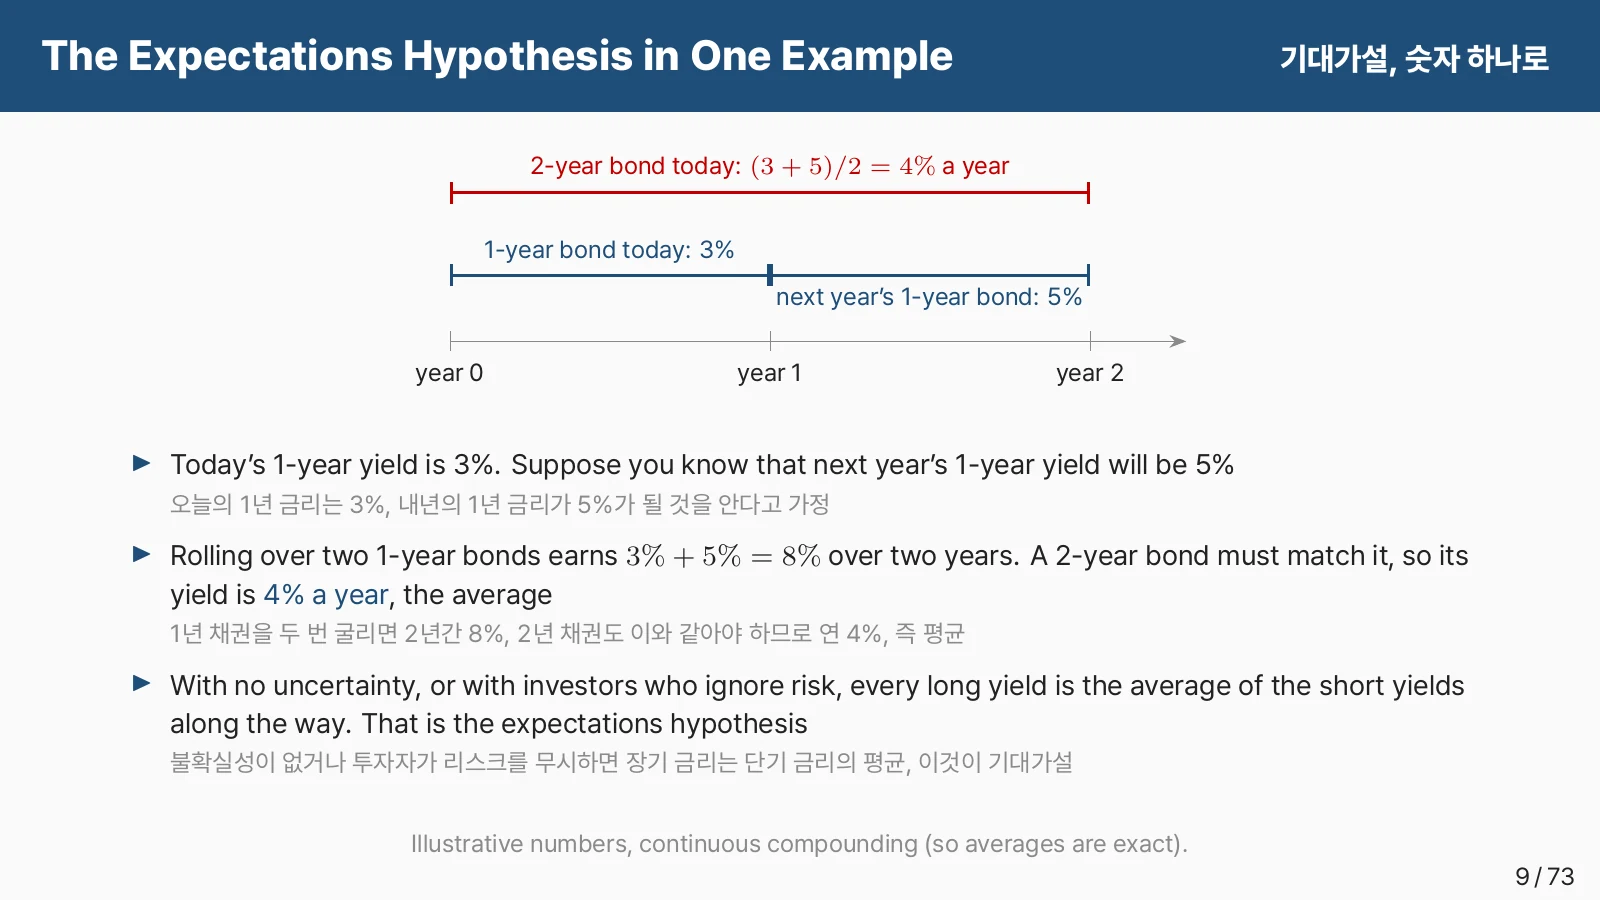 The Expectations Hypothesis in One Example
기대가설, 숫자 하나로
2-year bond today: (3 + 5)/2 = 4% a year
1-year bond today: 3%
next year's 1-year bond: 5%
year 0
year 1
year 2
Today's 1-year yield is 3%. Suppose you know that next year's 1-year yield will be 5%
오늘의 1년 금리는 3%, 내년의 1년 금리가 5%가 될 것을 안다고 가정
Rolling over two 1-year bonds earns 3% + 5% = 8% over two years. A 2-year bond must match it, so its
yield is 4% a year, the average
1년 채권을 두 번 굴리면 2년간 8%, 2년 채권도 이와 같아야 하므로 연 4%, 즉 평균
With no uncertainty, or with investors who ignore risk, every long yield is the average of the short yields
along the way. That is the expectations hypothesis
불확실성이 없거나 투자자가 리스크를 무시하면 장기 금리는 단기 금리의 평균, 이것이 기대가설
Illustrative numbers, continuous compounding (so averages are exact).
9 / 73